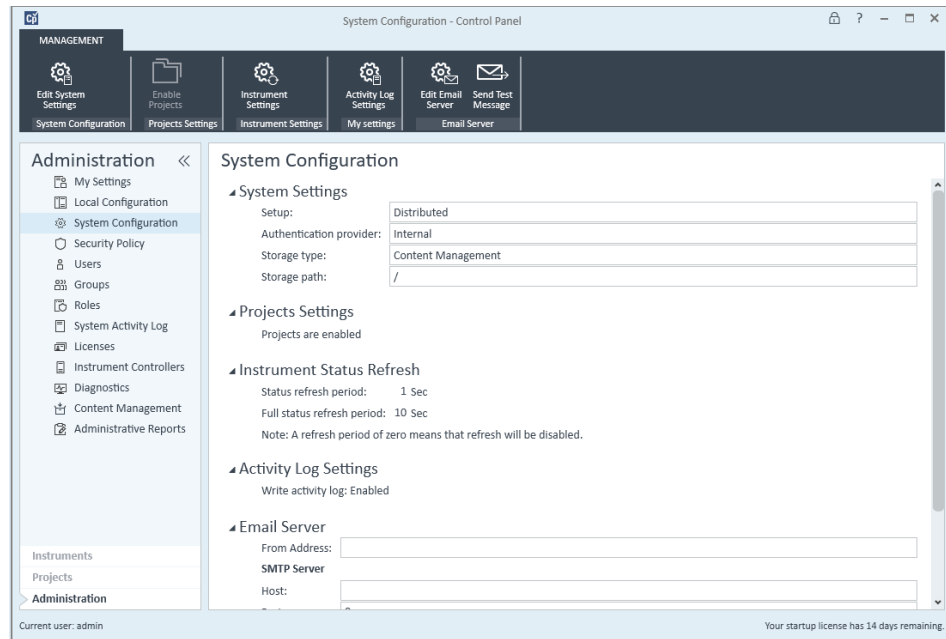 System Configuration - Control Panel
?
MANAGEMENT
Edit System
Settings
Enable
Projects
Instrument
Settings
Activity Log
Settings
Edit Email
Server
Send Test
Message
System Configuration
Projects Settings
Instrument Settings
My settings
Email Server
Administration
My Settings
Local Configuration
System Configuration
Security Policy
Users
Groups
Roles
System Activity Log
Licenses
Instrument Controllers
Diagnostics
Content Management
Administrative Reports
Instruments
Projects
Administration
System Configuration
System Settings
Setup: Distributed
Authentication provider: Internal
Storage type: Content Management
Storage path: /
Projects Settings
Projects are enabled
Instrument Status Refresh
Status refresh period: 1 Sec
Full status refresh period: 10 Sec
Note: A refresh period of zero means that refresh will be disabled.
Activity Log Settings
Write activity log: Enabled
Email Server
From Address:
SMTP Server
Host:
Current user: admin
Your startup license has 14 days remaining.